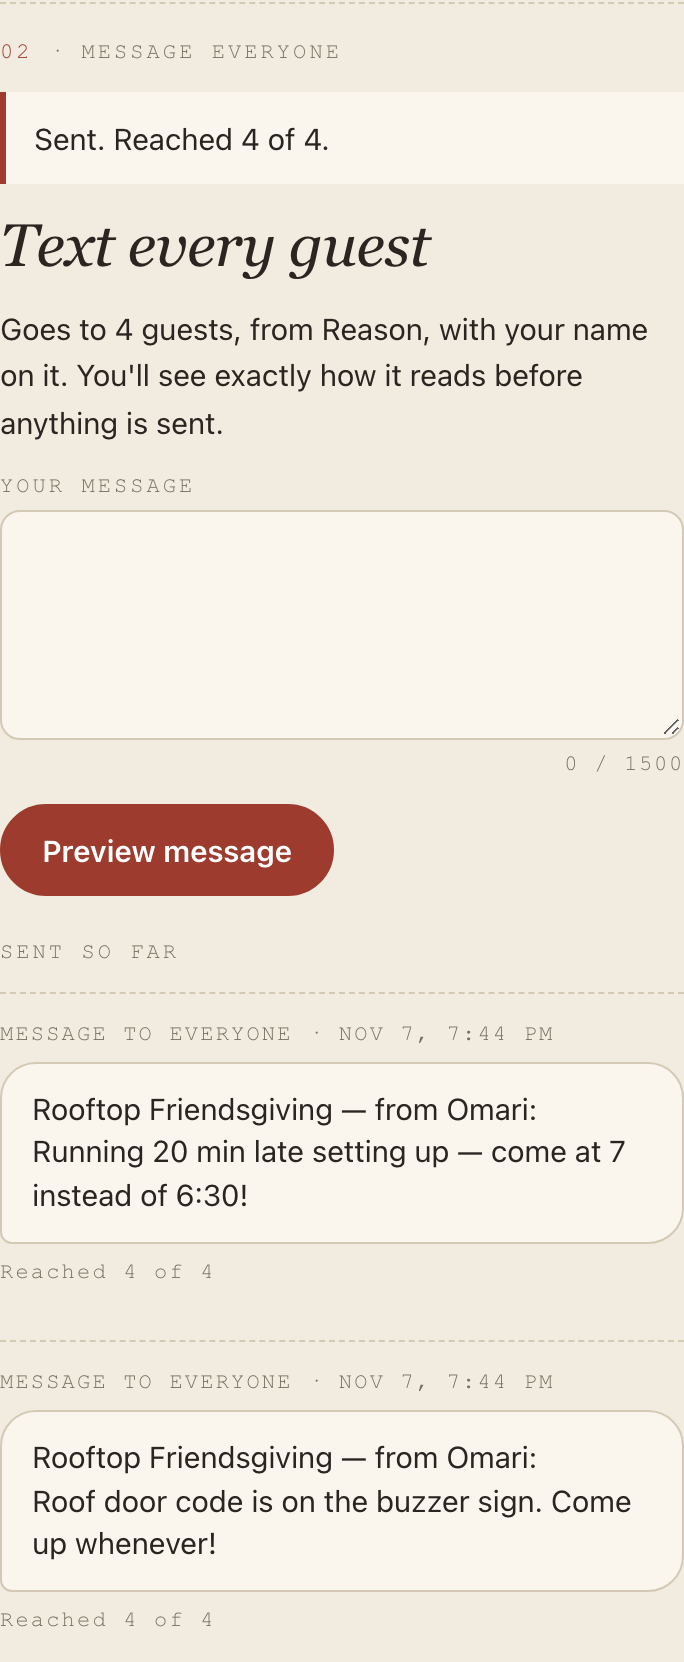 02 · MESSAGE EVERYONE
Sent. Reached 4 of 4.
Text every guest
Goes to 4 guests, from Reason, with your name
on it. You'll see exactly how it reads before
anything is sent.
YOUR MESSAGE
0 / 1500
Preview message
SENT SO FAR
MESSAGE TO EVERYONE · NOV 7, 7:44 PM
Rooftop Friendsgiving — from Omari:
Running 20 min late setting up — come at 7
instead of 6:30!
Reached 4 of 4
MESSAGE TO EVERYONE · NOV 7, 7:44 PM
Rooftop Friendsgiving — from Omari:
Roof door code is on the buzzer sign. Come
up whenever!
Reached 4 of 4